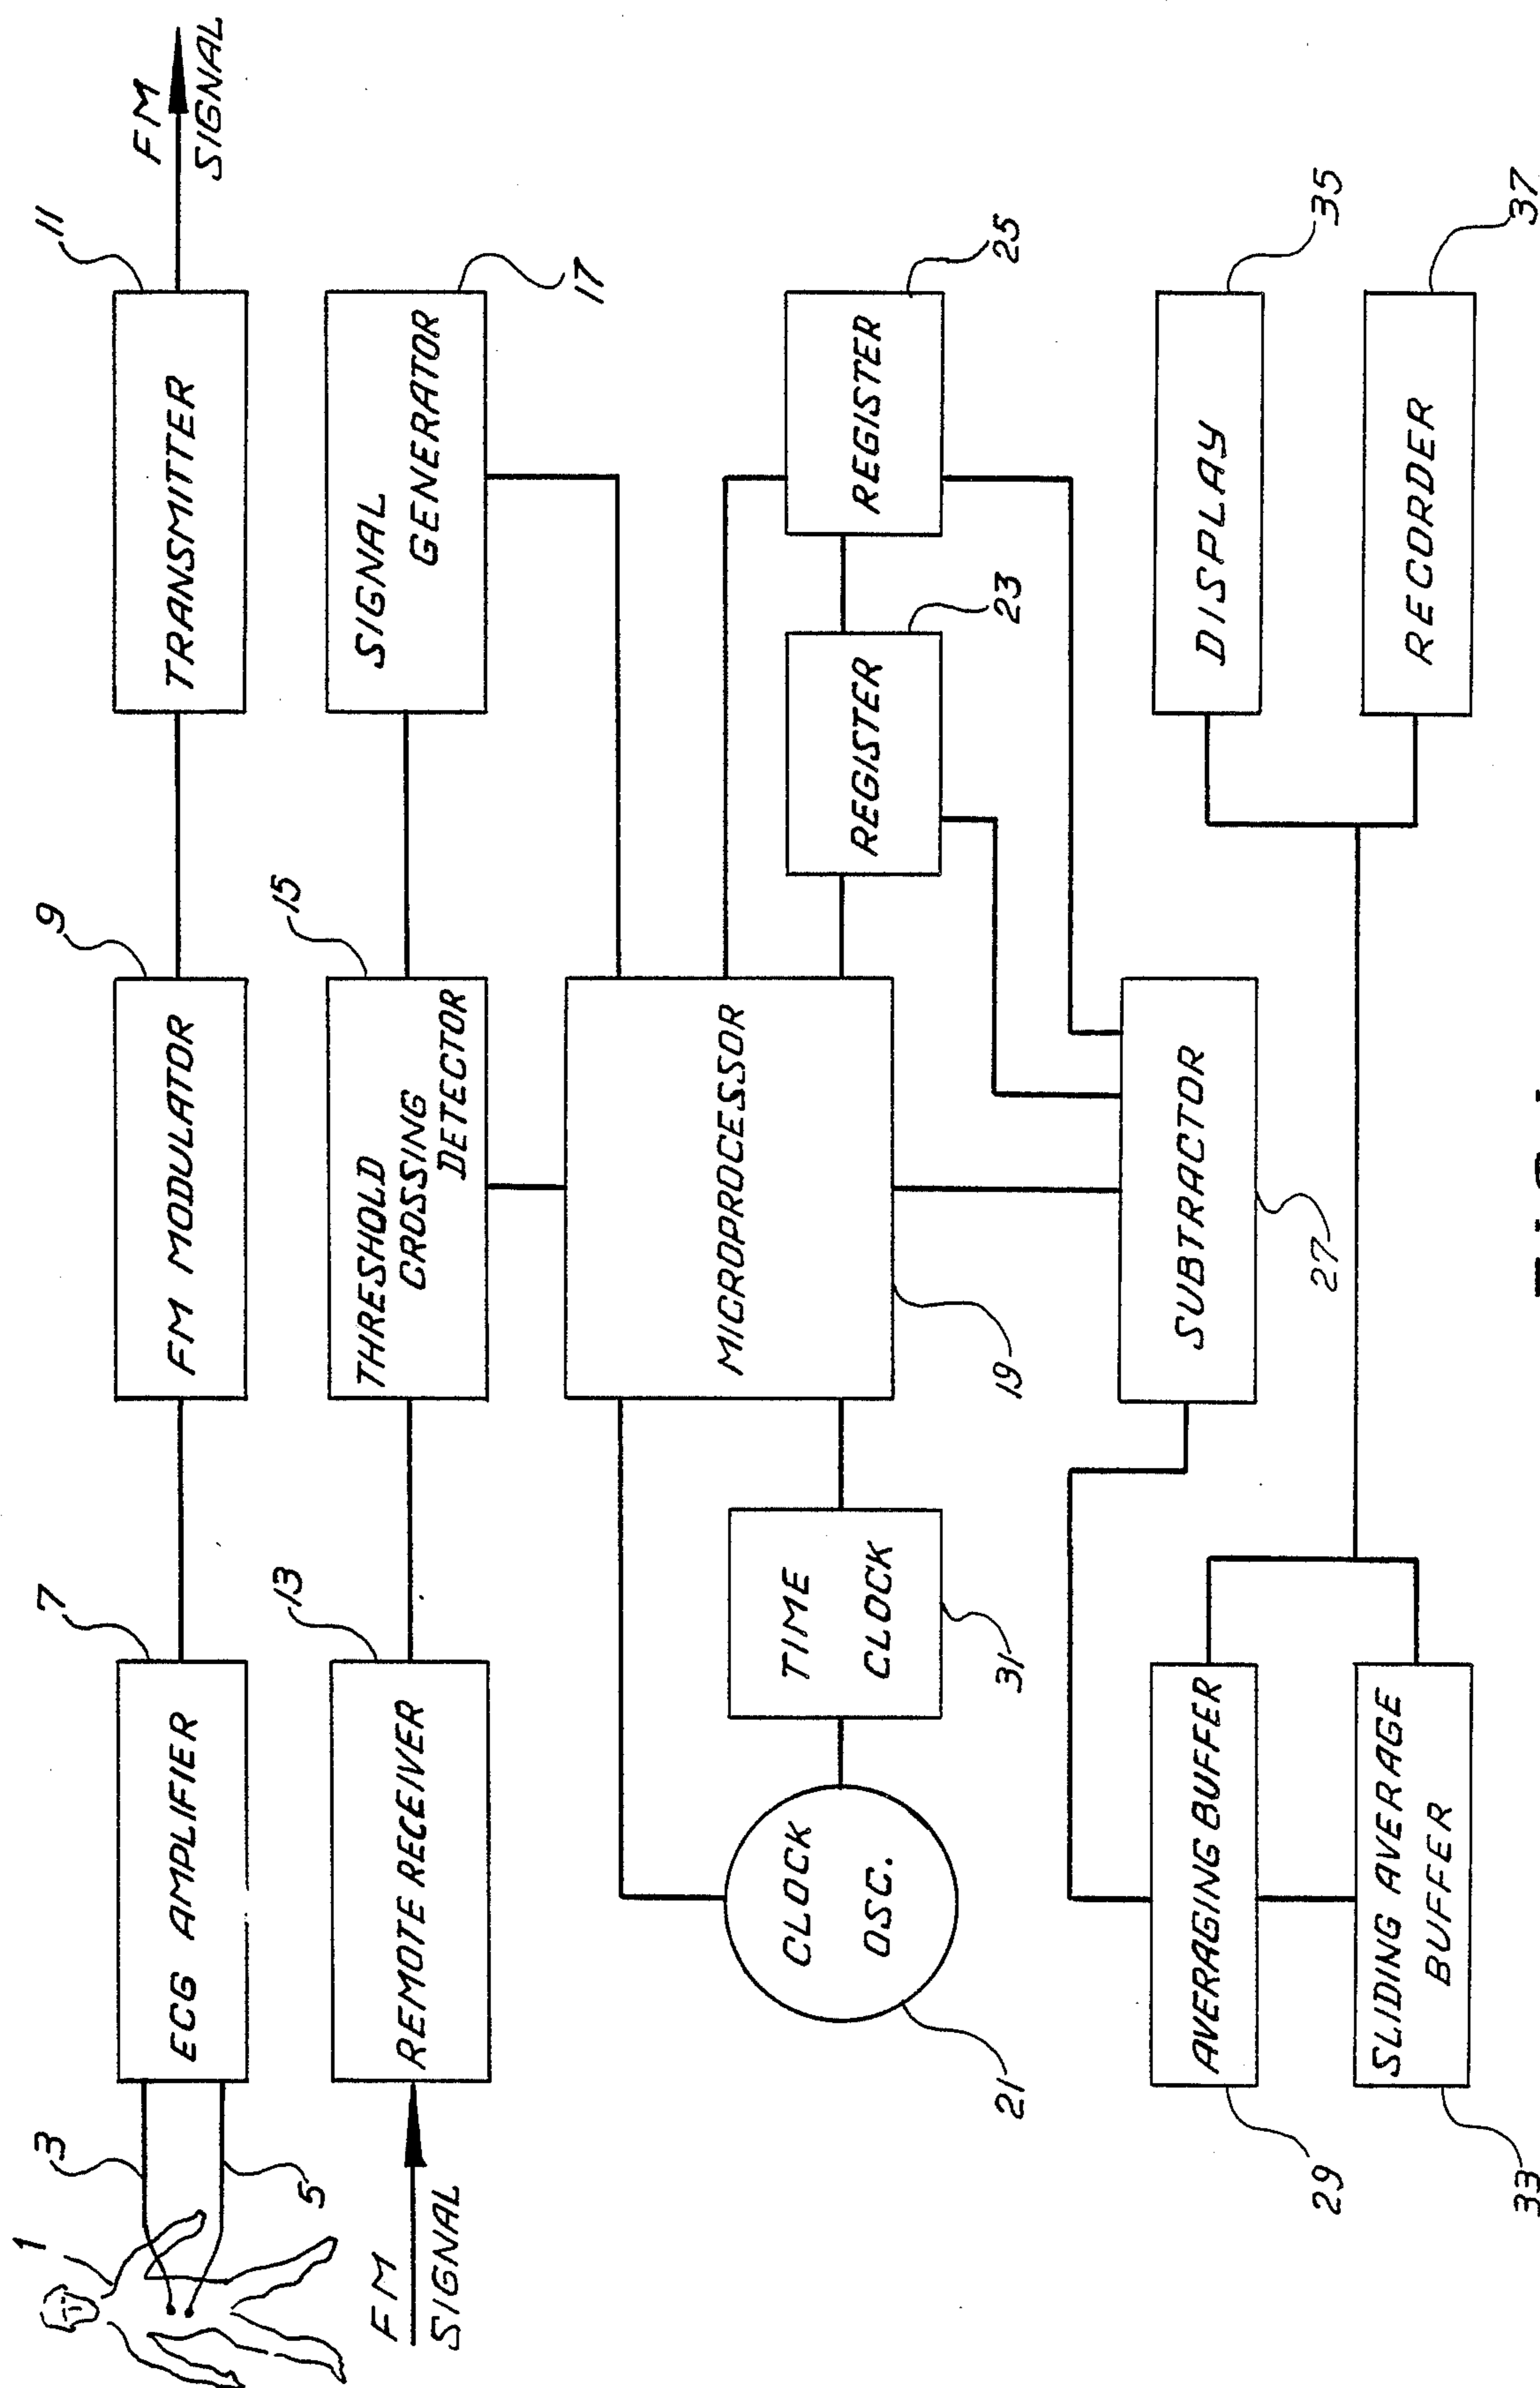 1
3
5
7
ECG AMPLIFIER
9
FM MODULATOR
11
TRANSMITTER
FM
SIGNAL
FM
SIGNAL
13
REMOTE RECEIVER
15
THRESHOLD
CROSSING
DETECTOR
17
SIGNAL
GENERATOR
21
CLOCK
OSC.
31
TIME
CLOCK
19
MICROPROCESSOR
23
REGISTER
25
REGISTER
27
SUBTRACTOR
29
AVERAGING BUFFER
33
SLIDING AVERAGE
BUFFER
35
DISPLAY
37
RECORDER